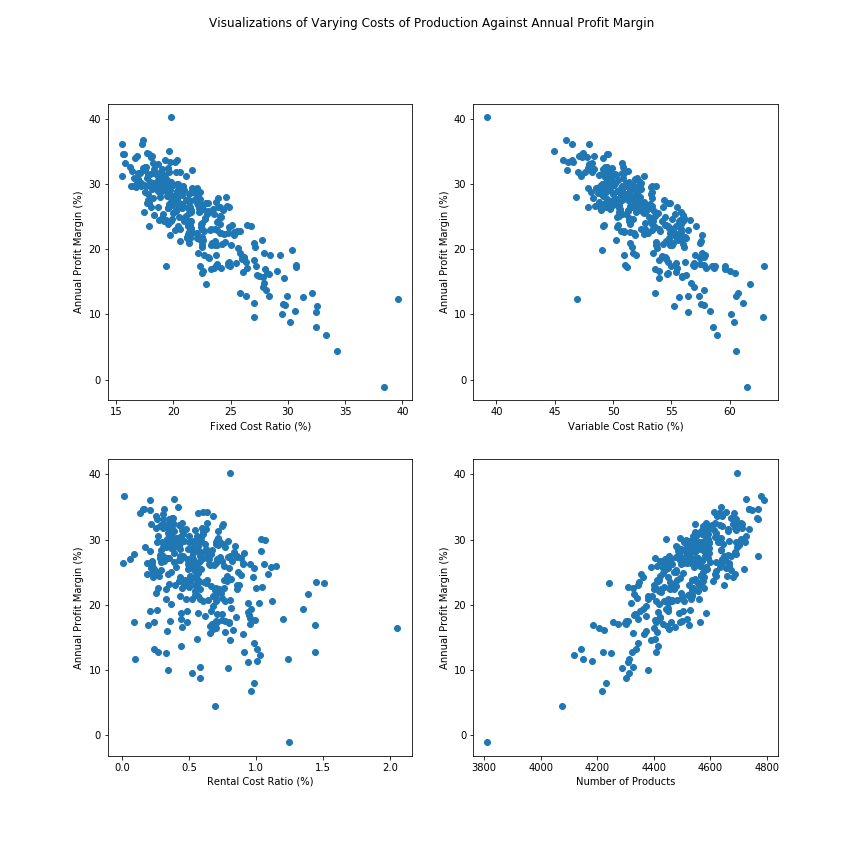 Visualizations of Varying Costs of Production Against Annual Profit Margin
40
30
20
10
0
Annual Profit Margin (%)
15 20 25 30 35 40
Fixed Cost Ratio (%)
40
30
20
10
0
Annual Profit Margin (%)
40 45 50 55 60
Variable Cost Ratio (%)
40
30
20
10
0
Annual Profit Margin (%)
0.0 0.5 1.0 1.5 2.0
Rental Cost Ratio (%)
40
30
20
10
0
Annual Profit Margin (%)
3800 4000 4200 4400 4600 4800
Number of Products